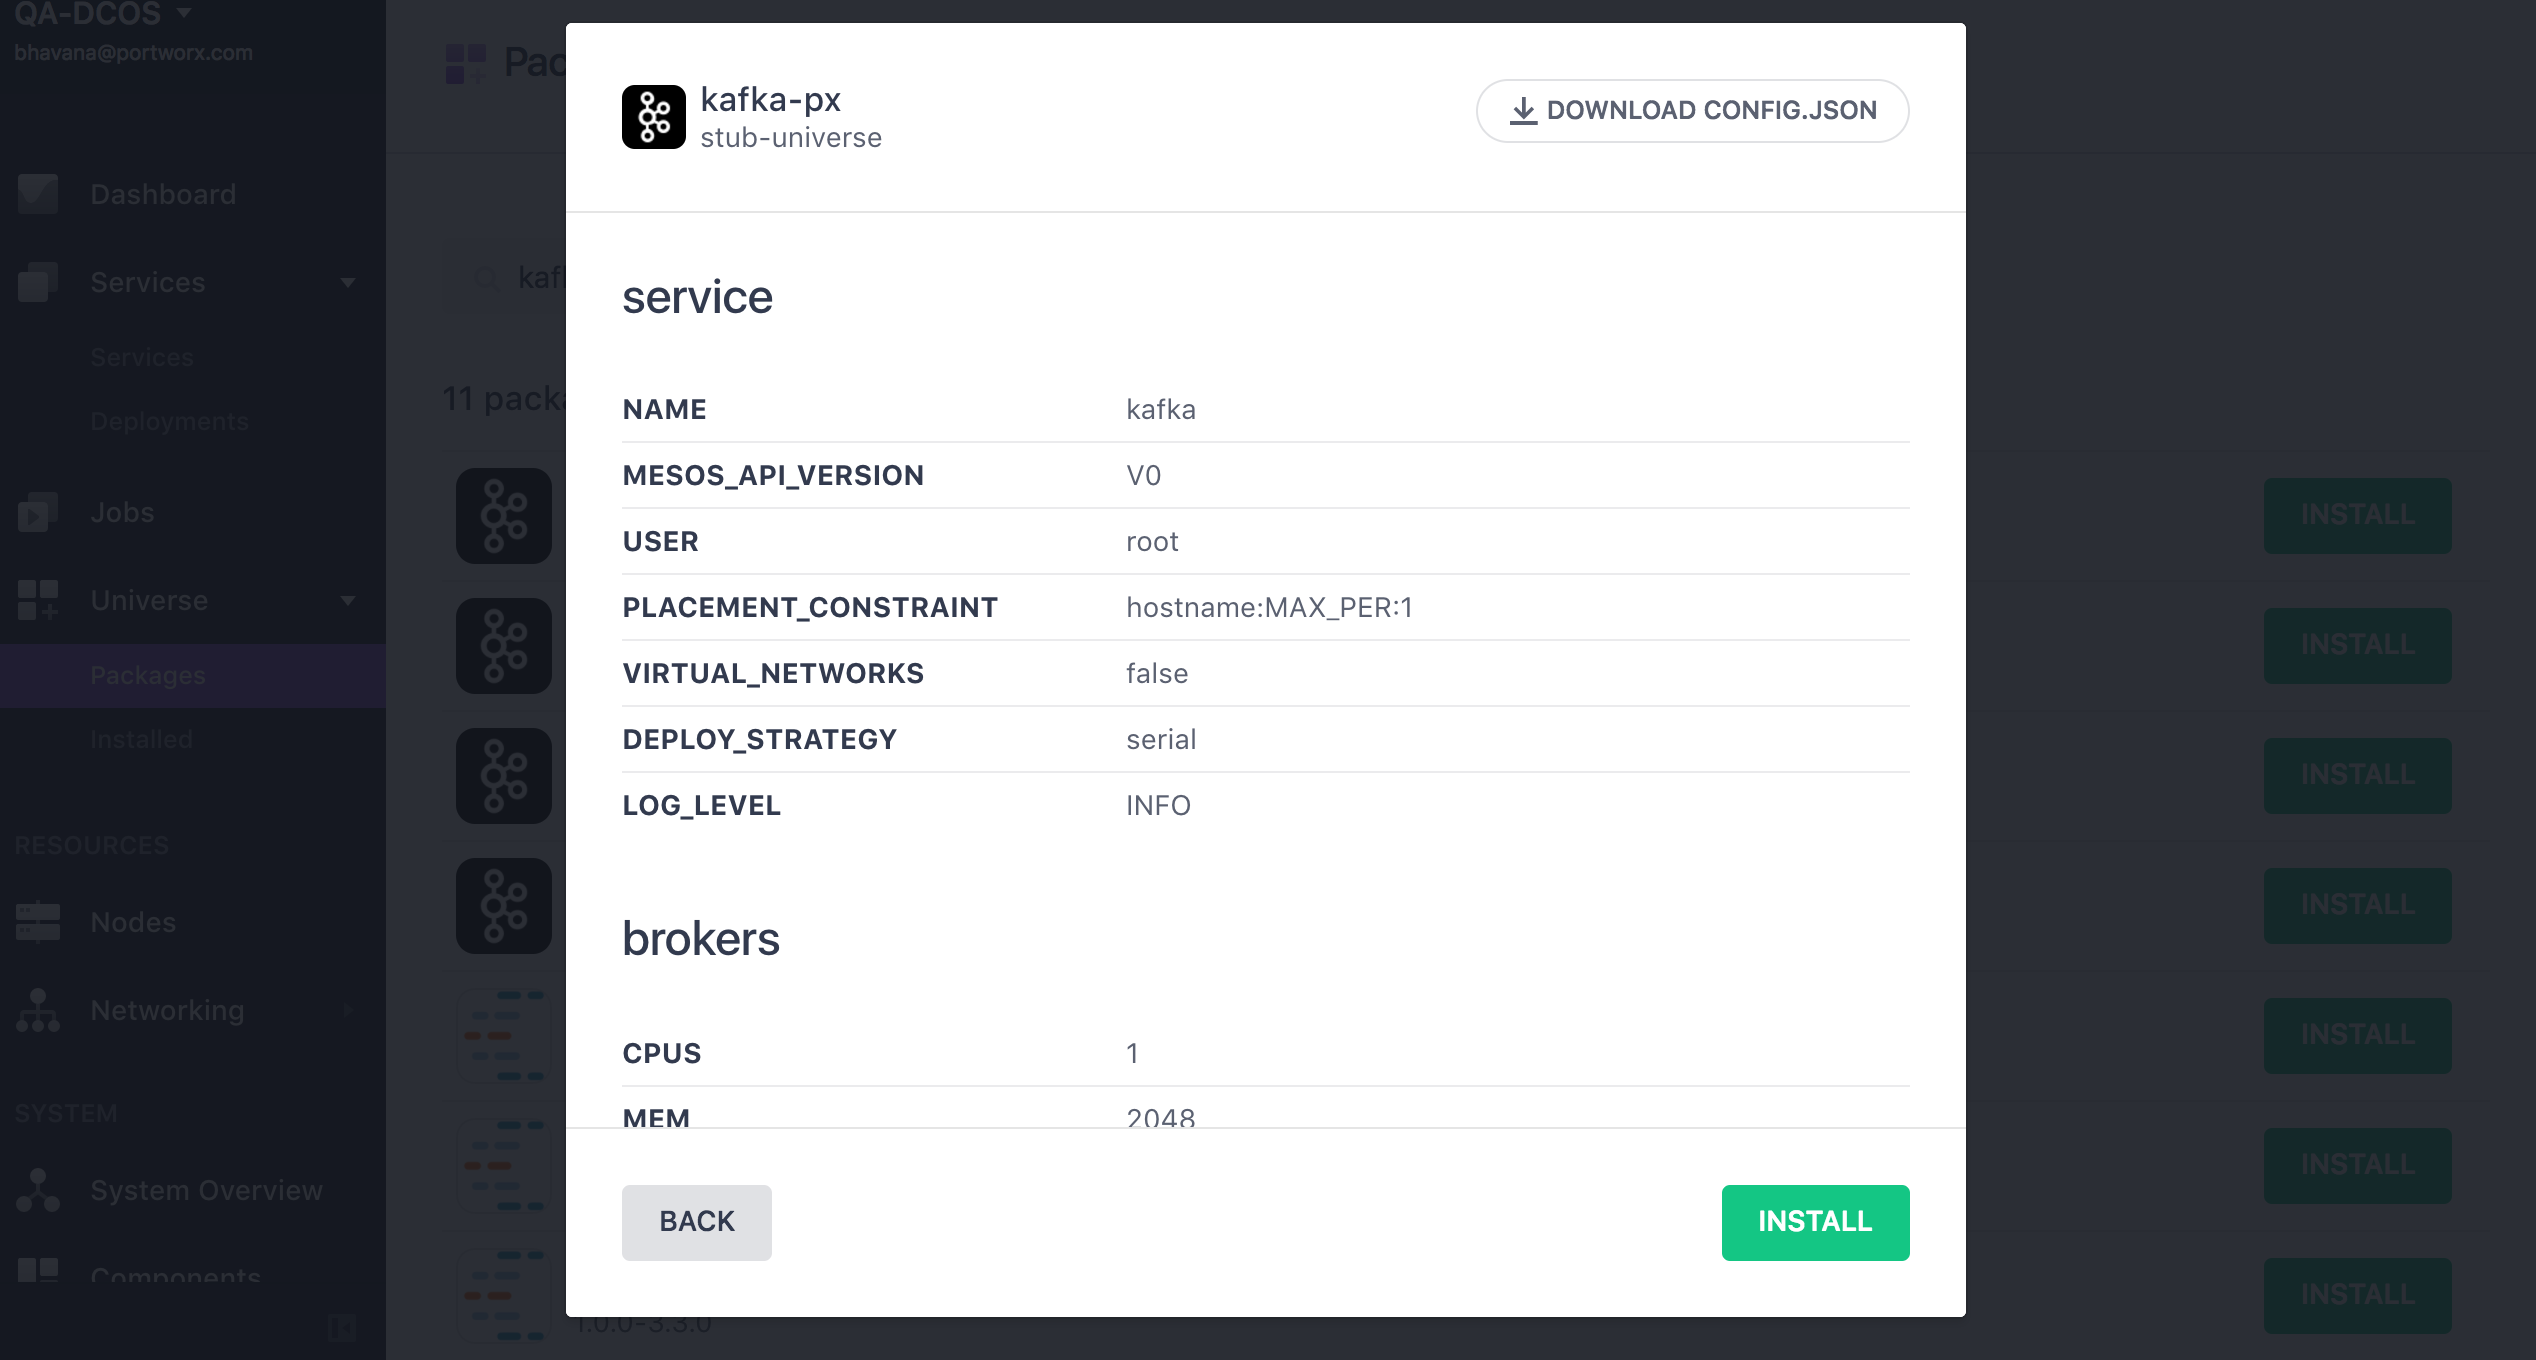 QA-DCOS
bhavana@portworx.com
Dashboard
Services
Services
Deployments
Jobs
Universe
Packages
Installed
RESOURCES
Nodes
Networking
SYSTEM
System Overview
Components
Pac
kaf
11 packa
INSTALL
INSTALL
INSTALL
INSTALL
INSTALL
INSTALL
INSTALL
1.0.0-3.3.0
kafka-px
stub-universe
DOWNLOAD CONFIG.JSON
service
NAME kafka
MESOS_API_VERSION V0
USER root
PLACEMENT_CONSTRAINT hostname:MAX_PER:1
VIRTUAL_NETWORKS false
DEPLOY_STRATEGY serial
LOG_LEVEL INFO
brokers
CPUS 1
MEM 2048
BACK
INSTALL